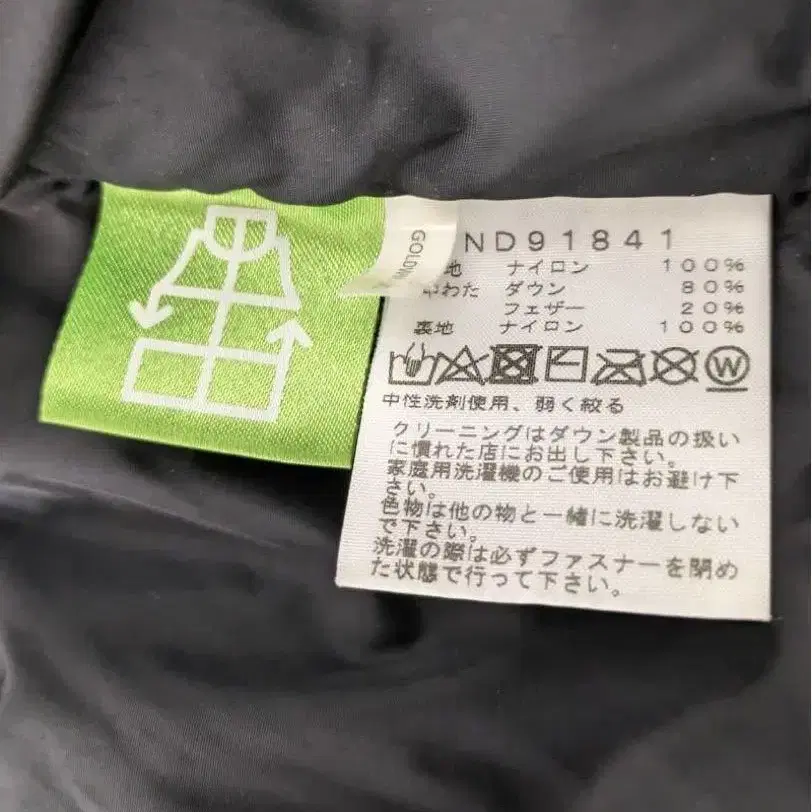 GOLDW
ND91841
地 ナイロン 100%
中わた ダウン 80%
フェザー 20%
裏地 ナイロン 100%
W
中性洗剤使用、弱く絞る
クリーニングはダウン製品の扱い
に慣れた店にお出し下さい。
家庭用洗濯機のご使用はお避け下
さい。
色物は他の物と一緒に洗濯しない
で下さい。
洗濯の際は必ずファスナーを閉め
た状態で行って下さい。